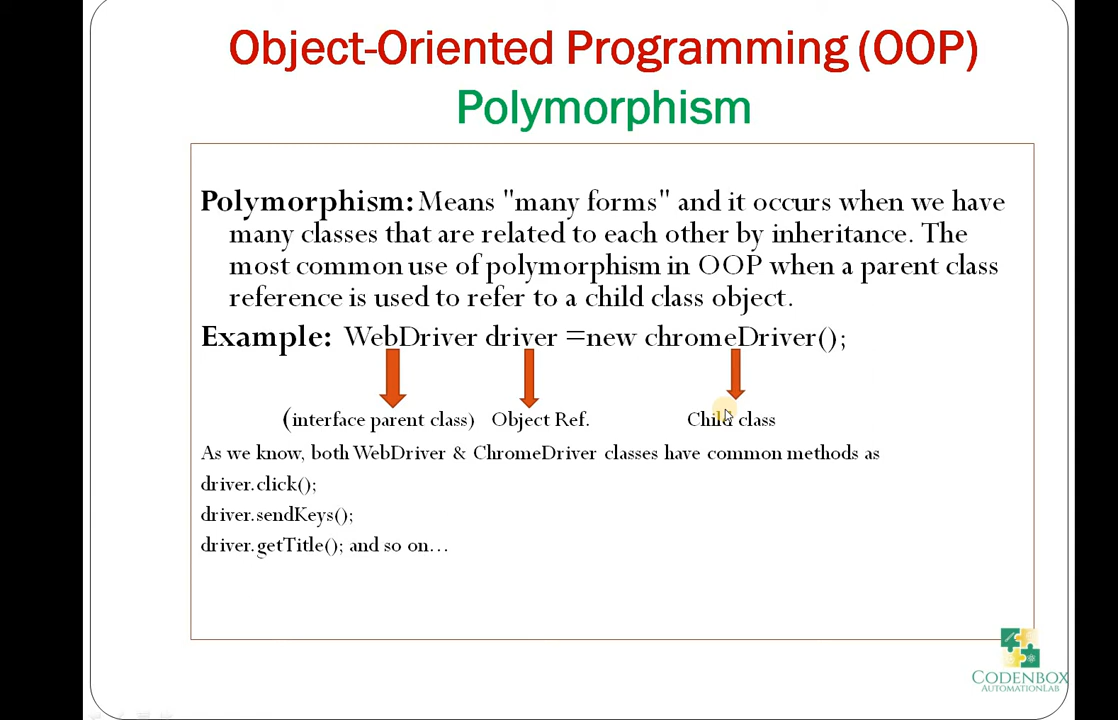 Object-Oriented Programming (OOP)
Polymorphism
Polymorphism: Means "many forms" and it occurs when we have
many classes that are related to each other by inheritance. The
most common use of polymorphism in OOP when a parent class
reference is used to refer to a child class object.
Example: WebDriver driver =new chromeDriver();
(interface parent class) Object Ref. Child class
As we know, both WebDriver & ChromeDriver classes have common methods as
driver.click();
driver.sendKeys();
driver.getTitle(); and so on...
CODENBOX
AUTOMATIONLAB